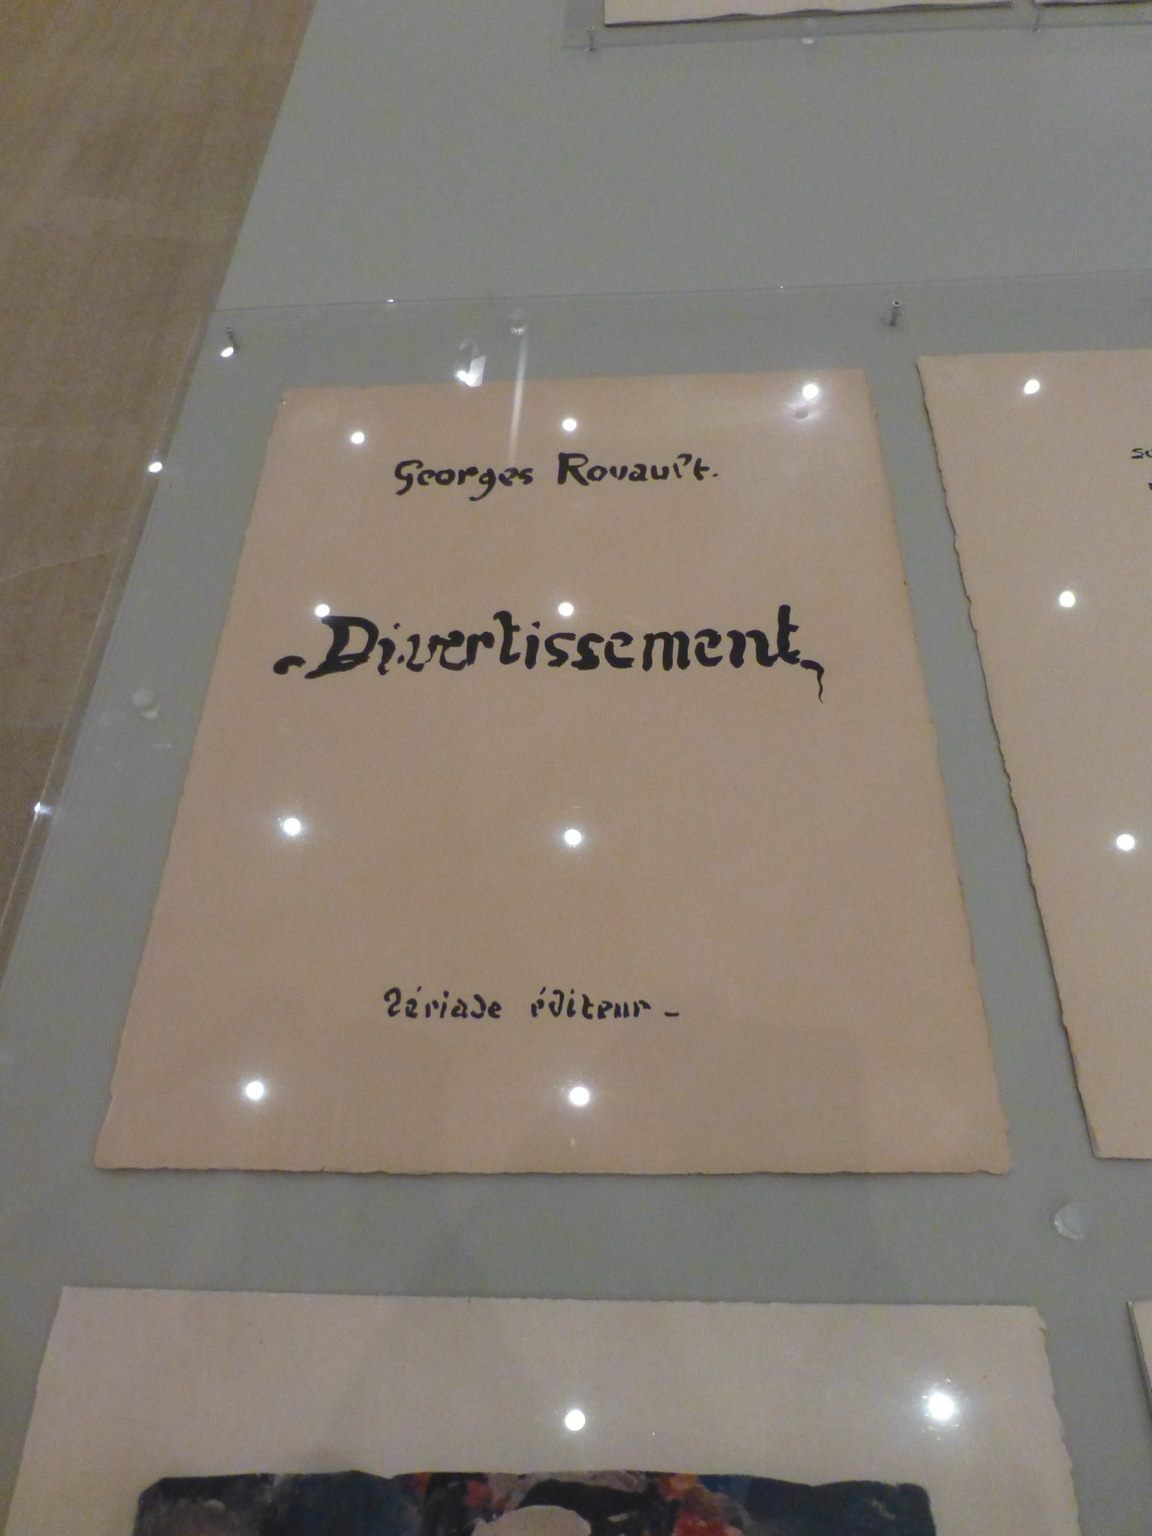 Georges Rouault.
Divertissement
Tériade éditeur -